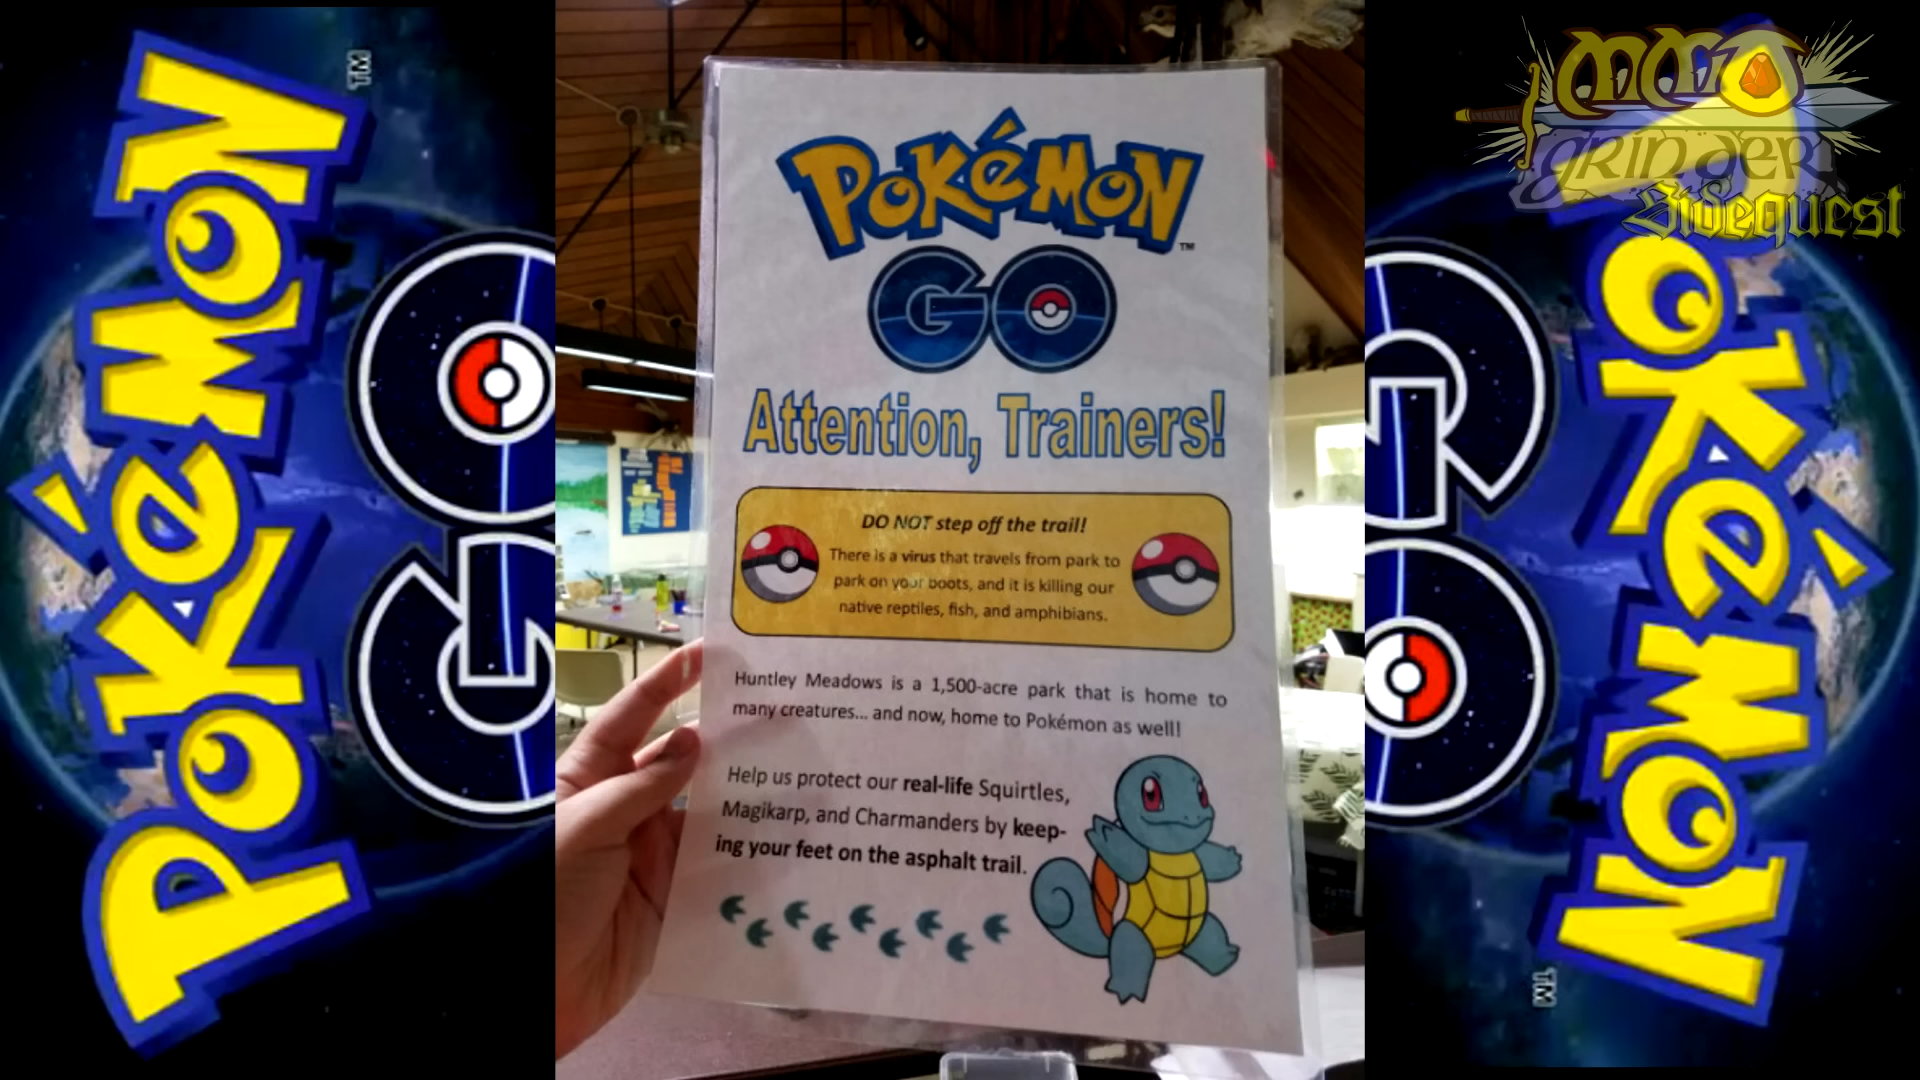 Pokémon
TM
GO
Pokémon
TM
GO
Attention, Trainers!
DO NOT step off the trail!
There is a virus that travels from park to
park on your boots, and it is killing our
native reptiles, fish, and amphibians.
Huntley Meadows is a 1,500-acre park that is home to
many creatures... and now, home to Pokémon as well!
Help us protect our real-life Squirtles,
Magikarp, and Charmanders by keep-
ing your feet on the asphalt trail.
MMO
grinder
Sidequest
Pokémon
GO
TM